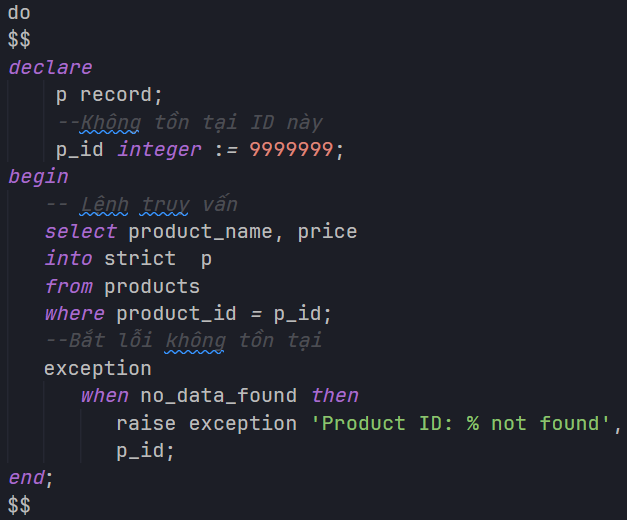 do
$$
declare
    p record;
    --Không tồn tại ID này
    p_id integer := 9999999;
begin
   -- Lệnh truy vấn
   select product_name, price
   into strict  p
   from products
   where product_id = p_id;
   --Bắt lỗi không tồn tại
   exception
      when no_data_found then
         raise exception 'Product ID: % not found',
         p_id;
end;
$$